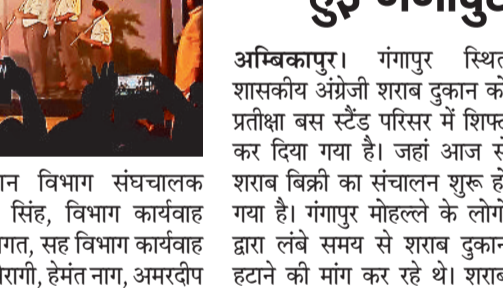 अम्बिकापुर। गंगापुर स्थित
शासकीय अंग्रेजी शराब दुकान को
प्रतीक्षा बस स्टैंड परिसर में शिफ्ट
कर दिया गया है। जहां आज से
विभाग संघचालक
सिंह, विभाग कार्यवाह
सह विभाग कार्यवाह
हेमंत नाग, अमरदीप
शराब बिक्री का संचालन शुरू हो
गया है। गंगापुर मोहल्ले के लोगों
द्वारा लंबे समय से शराब दुकान
हटाने की मांग कर रहे थे। शराब